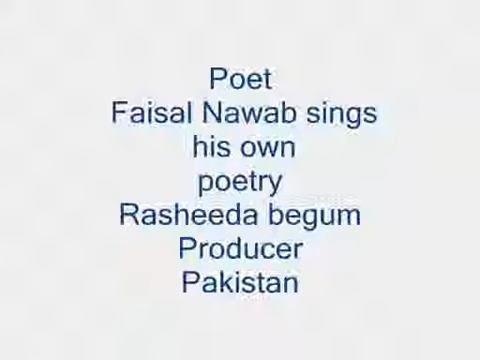 Poet
Faisal Nawab sings
his own
poetry
Rasheeda begum
Producer
Pakistan